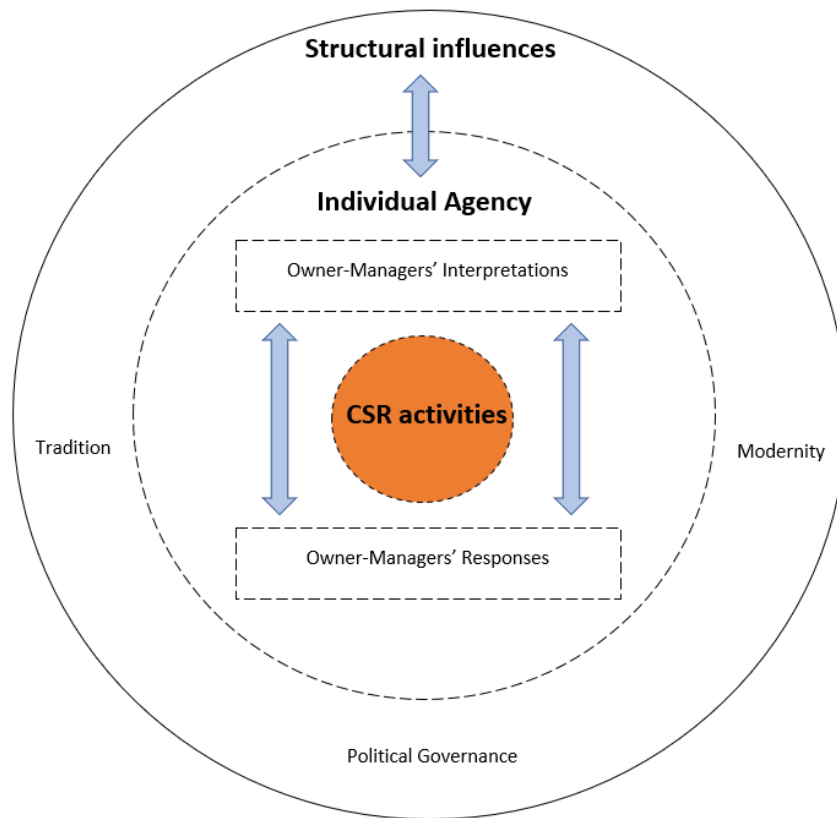 Structural influences
Individual Agency
Owner-Managers’ Interpretations
CSR activities
Tradition
Modernity
Owner-Managers’ Responses
Political Governance